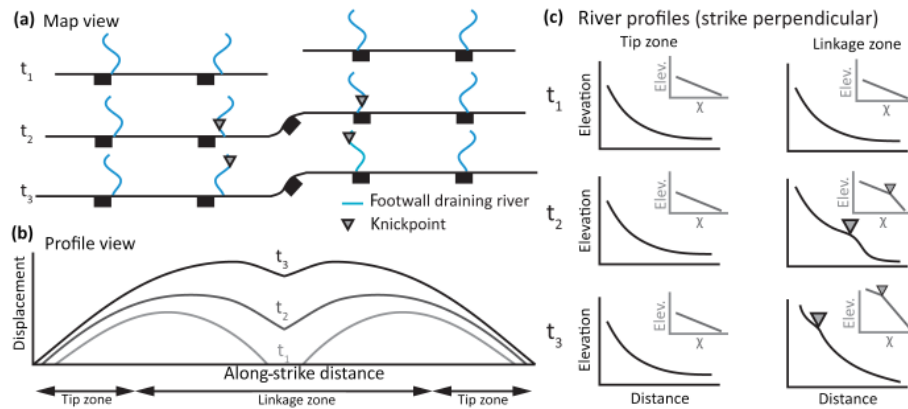 (a) Map view
t1
t2
t3
Footwall draining river
Knickpoint
(b) Profile view
Displacement
t3
t2
t1
Along-strike distance
Tip zone
Linkage zone
Tip zone
(c) River profiles (strike perpendicular)
Tip zone
Linkage zone
t1
Elevation
Elev.
χ
Elev.
χ
t2
Elevation
Elev.
χ
Elev.
χ
t3
Elevation
Elev.
χ
Elev.
χ
Distance
Distance